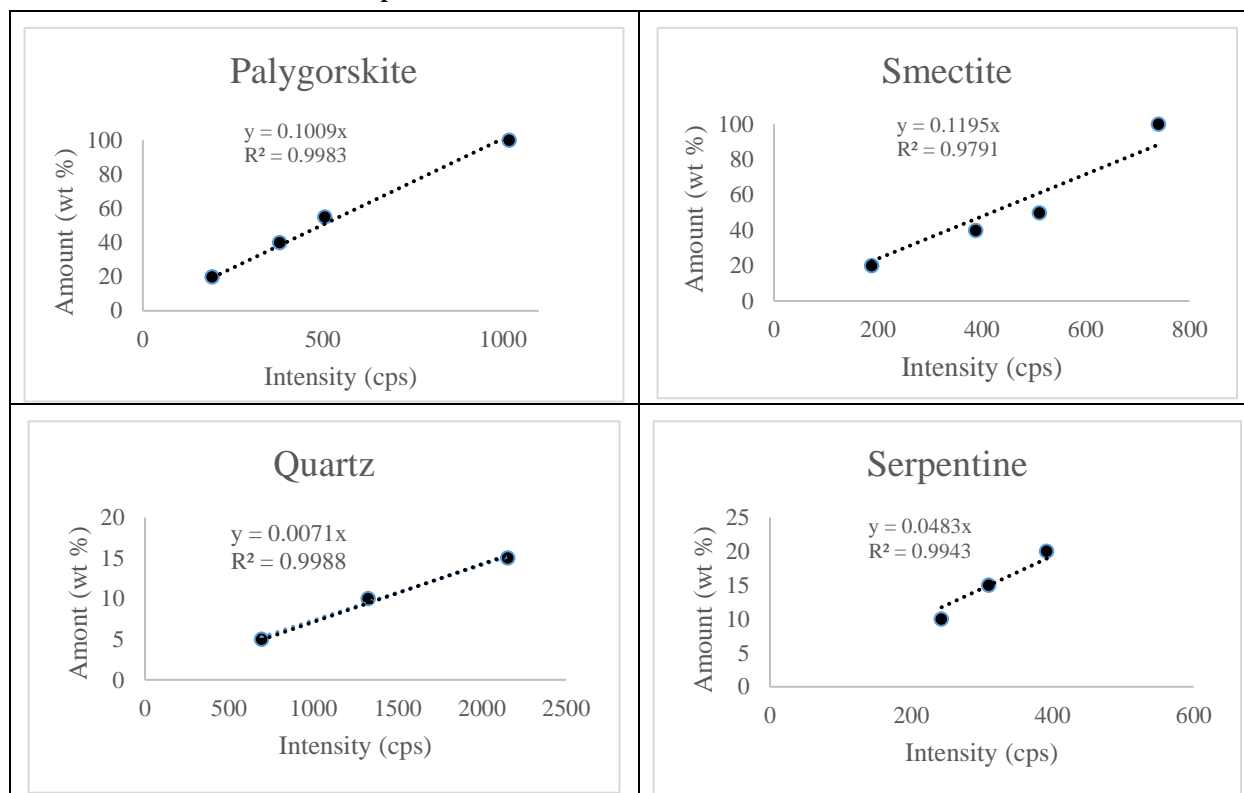 Palygorskite
y = 0.1009x
R² = 0.9983
Amount (wt %)
100
80
60
40
20
0
0 500 1000
Intensity (cps)
Smectite
y = 0.1195x
R² = 0.9791
Amount (wt %)
100
80
60
40
20
0
0 200 400 600 800
Intensity (cps)
Quartz
y = 0.0071x
R² = 0.9988
Amont (wt %)
20
15
10
5
0
0 500 1000 1500 2000 2500
Intensity (cps)
Serpentine
y = 0.0483x
R² = 0.9943
Amount (wt %)
25
20
15
10
5
0
0 200 400 600
Intensity (cps)